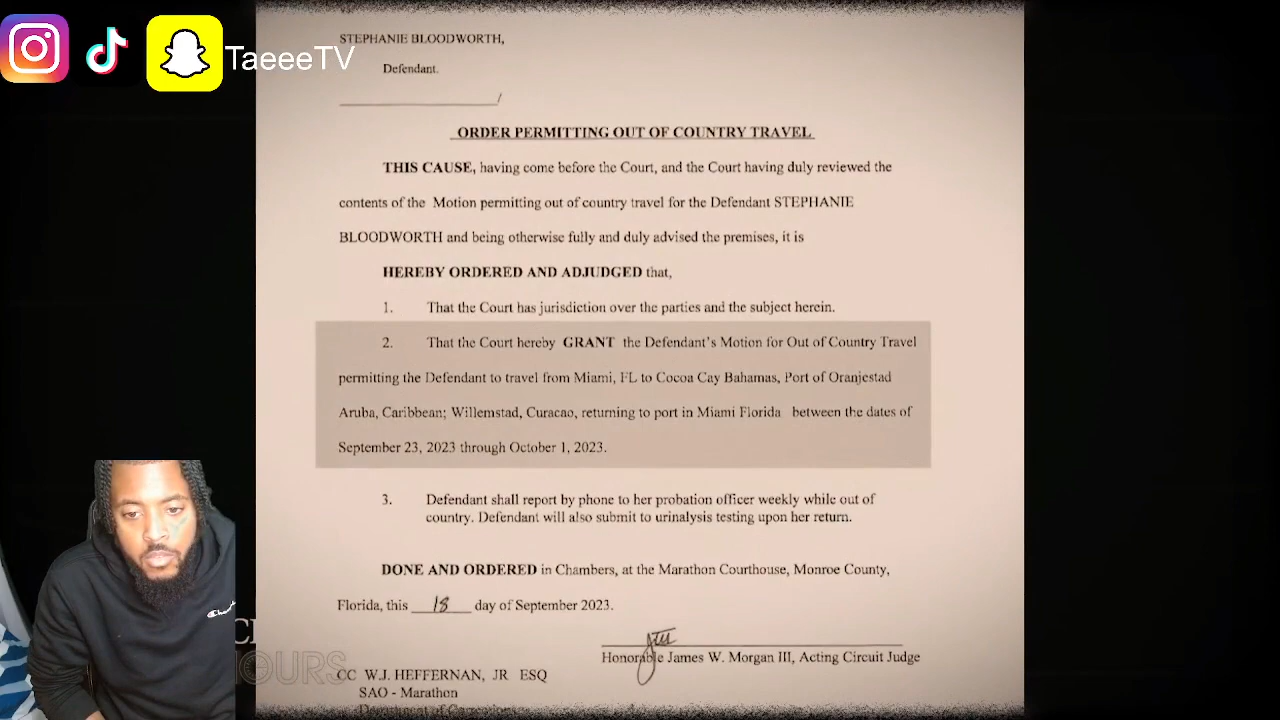 TaeeeTV
STEPHANIE BLOODWORTH,
Defendant.
/
ORDER PERMITTING OUT OF COUNTRY TRAVEL
THIS CAUSE, having come before the Court, and the Court having duly reviewed the
contents of the Motion permitting out of country travel for the Defendant STEPHANIE
BLOODWORTH and being otherwise fully and duly advised the premises, it is
HEREBY ORDERED AND ADJUDGED that,
1. That the Court has jurisdiction over the parties and the subject herein.
2. That the Court hereby GRANT the Defendant's Motion for Out of Country Travel
permitting the Defendant to travel from Miami, FL to Cocoa Cay Bahamas, Port of Oranjestad
Aruba, Caribbean; Willemstad, Curacao, returning to port in Miami Florida between the dates of
September 23, 2023 through October 1, 2023.
3. Defendant shall report by phone to her probation officer weekly while out of
country. Defendant will also submit to urinalysis testing upon her return.
DONE AND ORDERED in Chambers, at the Marathon Courthouse, Monroe County,
Florida, this 18 day of September 2023.
Honorable James W. Morgan III, Acting Circuit Judge
CC W.J. HEFFERNAN, JR ESQ
SAO - Marathon
Department of Corrections
HOURS